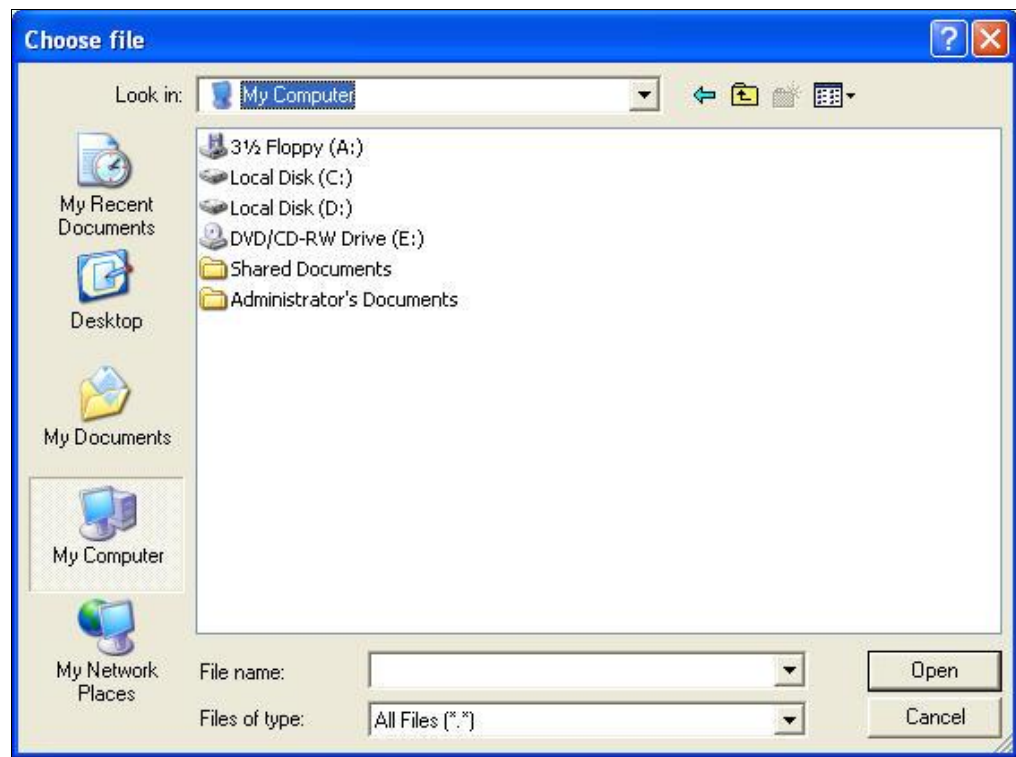 Choose file
?
Look in:
My Computer
3½ Floppy (A:)
Local Disk (C:)
Local Disk (D:)
DVD/CD-RW Drive (E:)
Shared Documents
Administrator's Documents
My Recent
Documents
Desktop
My Documents
My Computer
My Network
Places
File name:
Open
Files of type:
All Files (*.*)
Cancel